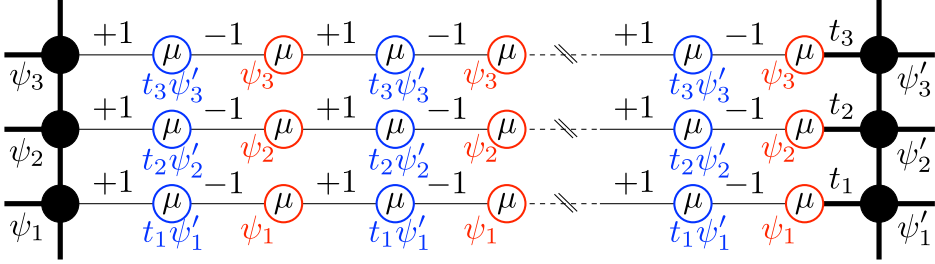 +1 −1 +1 −1 +1 −1 t₃
μ μ μ μ μ μ
ψ₃ t₃ψ′₃ ψ₃ t₃ψ′₃ ψ₃ t₃ψ′₃ ψ₃ ψ′₃
+1 −1 +1 −1 +1 −1 t₂
μ μ μ μ μ μ
ψ₂ t₂ψ′₂ ψ₂ t₂ψ′₂ ψ₂ t₂ψ′₂ ψ₂ ψ′₂
+1 −1 +1 −1 +1 −1 t₁
μ μ μ μ μ μ
ψ₁ t₁ψ′₁ ψ₁ t₁ψ′₁ ψ₁ t₁ψ′₁ ψ₁ ψ′₁